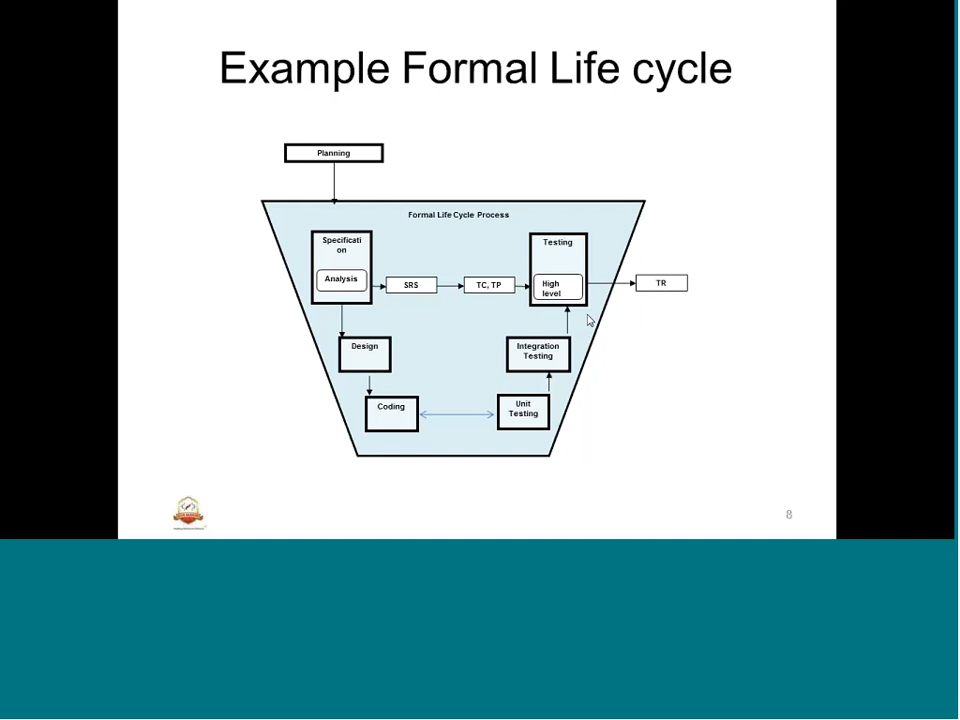 Example Formal Life cycle
Planning
Formal Life Cycle Process
Specificati
on
Analysis
SRS
TC, TP
Testing
High
level
TR
Design
Integration
Testing
Coding
Unit
Testing
8